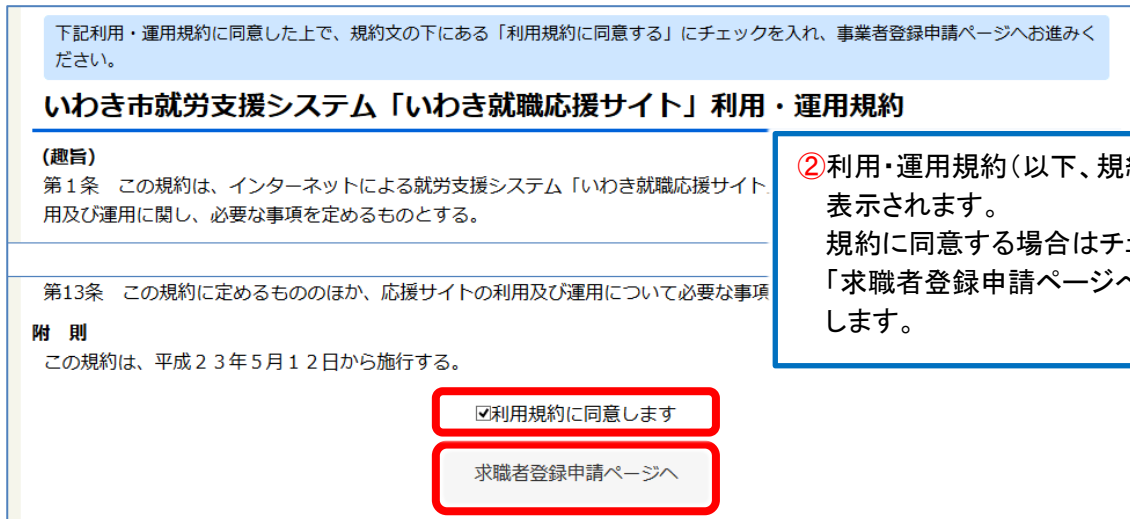 下記利用・運用規約に同意した上で、規約文の下にある「利用規約に同意する」にチェックを入れ、事業者登録申請ページへお進みく
ださい。
いわき市就労支援システム「いわき就職応援サイト」利用・運用規約
(趣旨)
第１条　この規約は、インターネットによる就労支援システム「いわき就職応援サイト
用及び運用に関し、必要な事項を定めるものとする。
②利用・運用規約（以下、規
表示されます。
規約に同意する場合はチ
「求職者登録申請ページ
します。
第13条　この規約に定めるもののほか、応援サイトの利用及び運用について必要な事項
附　則
この規約は、平成２３年５月１２日から施行する。
☑利用規約に同意します
求職者登録申請ページへ